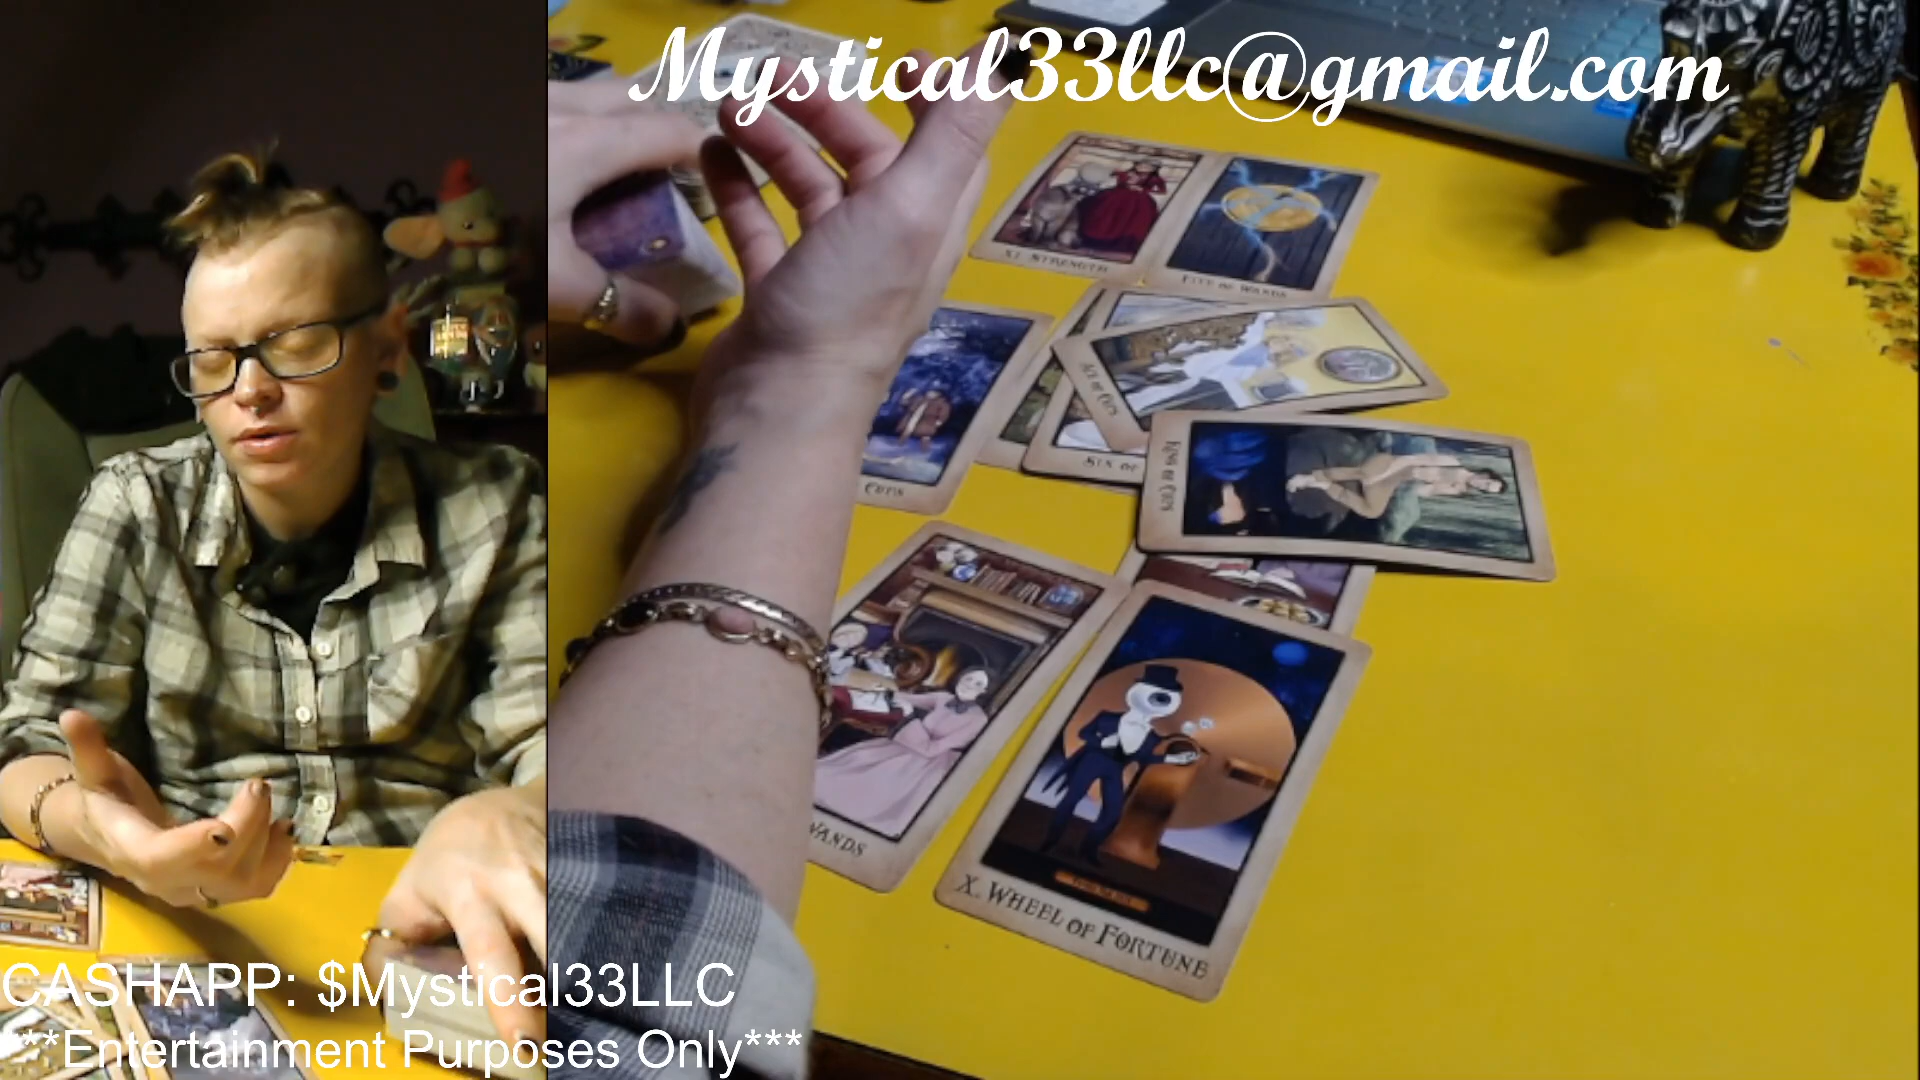 Mystical33llc@gmail.com
XI. STRENGTH
FIVE OF WANDS
ACE OF CUPS
SIX OF
KING OF CUPS
CUPS
WANDS
X. WHEEL OF FORTUNE
CASHAPP: $Mystical33LLC
***Entertainment Purposes Only***